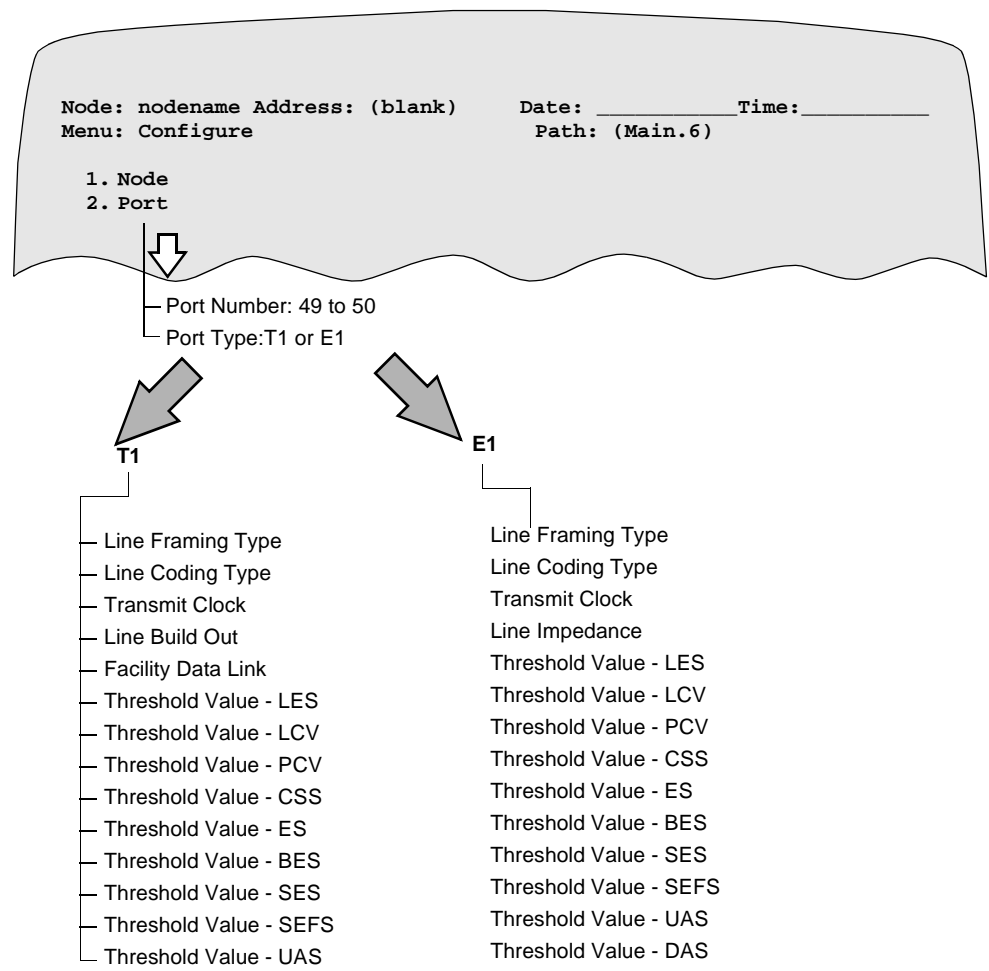 Node: nodename Address: (blank) Date: ___________Time:__________
Menu: Configure Path: (Main.6)
1. Node
2. Port
Port Number: 49 to 50
Port Type:T1 or E1
T1
Line Framing Type
Line Coding Type
Transmit Clock
Line Build Out
Facility Data Link
Threshold Value - LES
Threshold Value - LCV
Threshold Value - PCV
Threshold Value - CSS
Threshold Value - ES
Threshold Value - BES
Threshold Value - SES
Threshold Value - SEFS
Threshold Value - UAS
E1
Line Framing Type
Line Coding Type
Transmit Clock
Line Impedance
Threshold Value - LES
Threshold Value - LCV
Threshold Value - PCV
Threshold Value - CSS
Threshold Value - ES
Threshold Value - BES
Threshold Value - SES
Threshold Value - SEFS
Threshold Value - UAS
Threshold Value - DAS